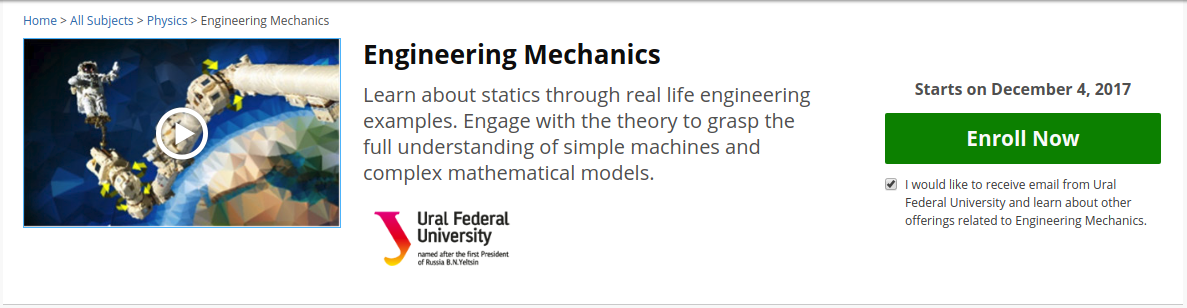 Home > All Subjects > Physics > Engineering Mechanics
Engineering Mechanics
Learn about statics through real life engineering
examples. Engage with the theory to grasp the
full understanding of simple machines and
complex mathematical models.
Ural Federal
University
named after the first President
of Russia B.N.Yeltsin
Starts on December 4, 2017
Enroll Now
I would like to receive email from Ural
Federal University and learn about other
offerings related to Engineering Mechanics.